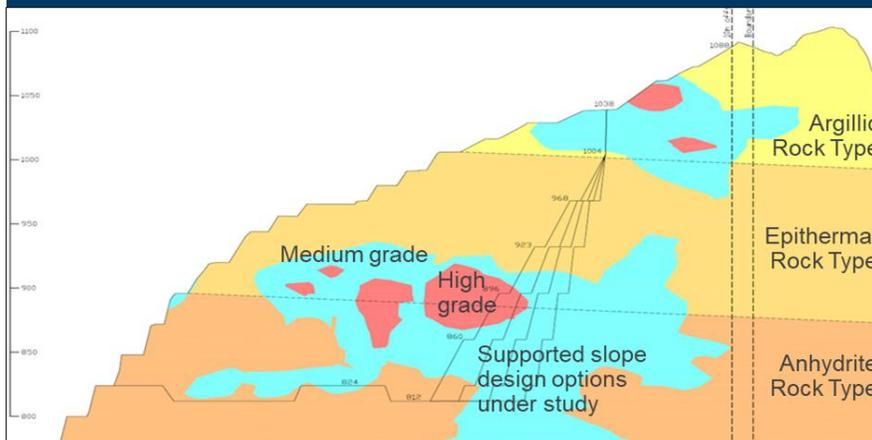 1100
1088
1050
1038
Argillic
Rock Type
1004
1000
968
950
923
Epitherma
Rock Type
Medium grade
High
grade
896
900
860
850
Supported slope
design options
under study
Anhydrite
Rock Type
824
812
800